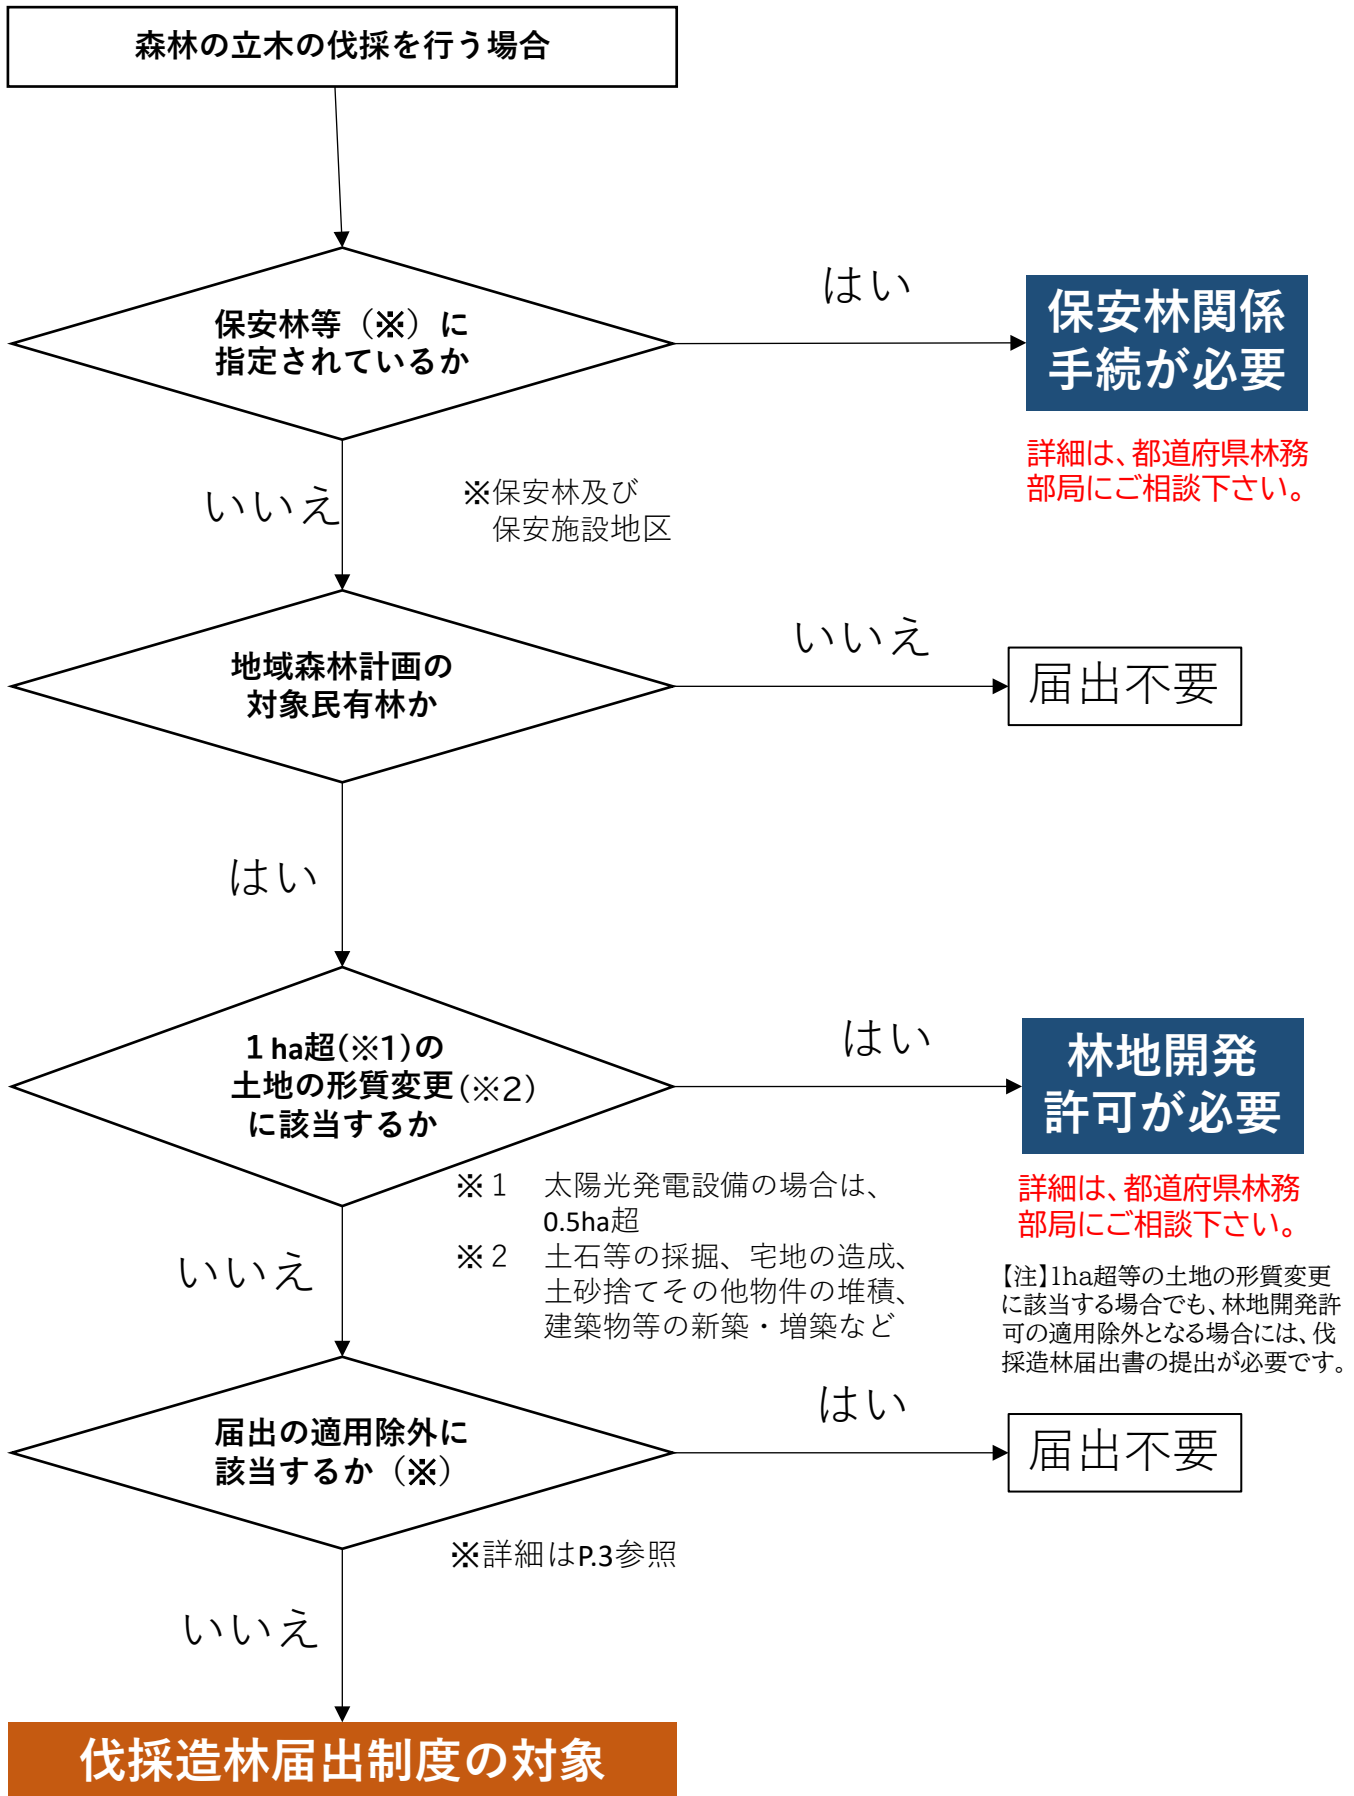 森林の立木の伐採を行う場合
保安林等（※）に
指定されているか
はい
保安林関係
手続が必要
詳細は、都道府県林務
部局にご相談下さい。
いいえ
※保安林及び
保安施設地区
地域森林計画の
対象民有林か
いいえ
届出不要
はい
１ha超(※1)の
土地の形質変更(※2)
に該当するか
はい
林地開発
許可が必要
詳細は、都道府県林務
部局にご相談下さい。
【注】1ha超等の土地の形質変更
に該当する場合でも、林地開発許
可の適用除外となる場合には、伐
採造林届出書の提出が必要です。
※１　太陽光発電設備の場合は、
0.5ha超
※２　土石等の採掘、宅地の造成、
土砂捨てその他物件の堆積、
建築物等の新築・増築など
いいえ
届出の適用除外に
該当するか（※）
はい
届出不要
※詳細はP.3参照
いいえ
伐採造林届出制度の対象